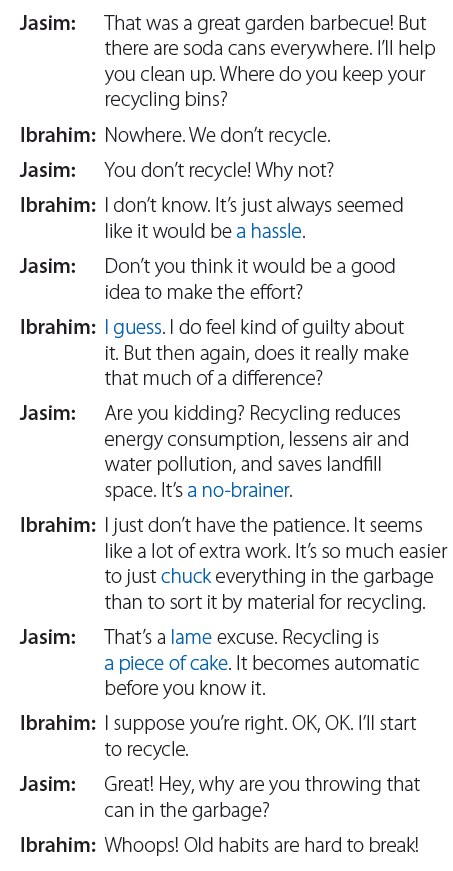 Jasim: That was a great garden barbecue! But
there are soda cans everywhere. I’ll help
you clean up. Where do you keep your
recycling bins?
Ibrahim: Nowhere. We don’t recycle.
Jasim: You don’t recycle! Why not?
Ibrahim: I don’t know. It’s just always seemed
like it would be a hassle.
Jasim: Don’t you think it would be a good
idea to make the effort?
Ibrahim: I guess. I do feel kind of guilty about
it. But then again, does it really make
that much of a difference?
Jasim: Are you kidding? Recycling reduces
energy consumption, lessens air and
water pollution, and saves landfill
space. It’s a no-brainer.
Ibrahim: I just don’t have the patience. It seems
like a lot of extra work. It’s so much easier
to just chuck everything in the garbage
than to sort it by material for recycling.
Jasim: That’s a lame excuse. Recycling is
a piece of cake. It becomes automatic
before you know it.
Ibrahim: I suppose you’re right. OK, OK. I’ll start
to recycle.
Jasim: Great! Hey, why are you throwing that
can in the garbage?
Ibrahim: Whoops! Old habits are hard to break!